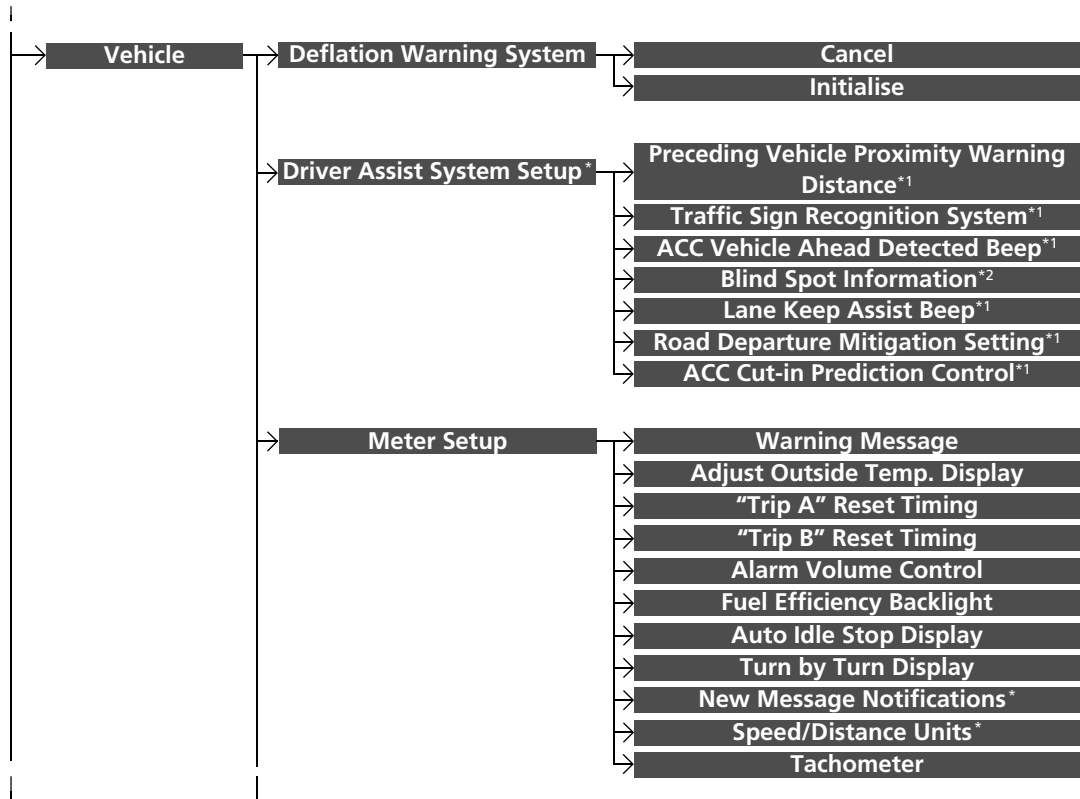 Vehicle
Deflation Warning System
Cancel
Initialise
Driver Assist System Setup*
Preceding Vehicle Proximity Warning
Distance*1
Traffic Sign Recognition System*1
ACC Vehicle Ahead Detected Beep*1
Blind Spot Information*2
Lane Keep Assist Beep*1
Road Departure Mitigation Setting*1
ACC Cut-in Prediction Control*1
Meter Setup
Warning Message
Adjust Outside Temp. Display
“Trip A” Reset Timing
“Trip B” Reset Timing
Alarm Volume Control
Fuel Efficiency Backlight
Auto Idle Stop Display
Turn by Turn Display
New Message Notifications*
Speed/Distance Units*
Tachometer